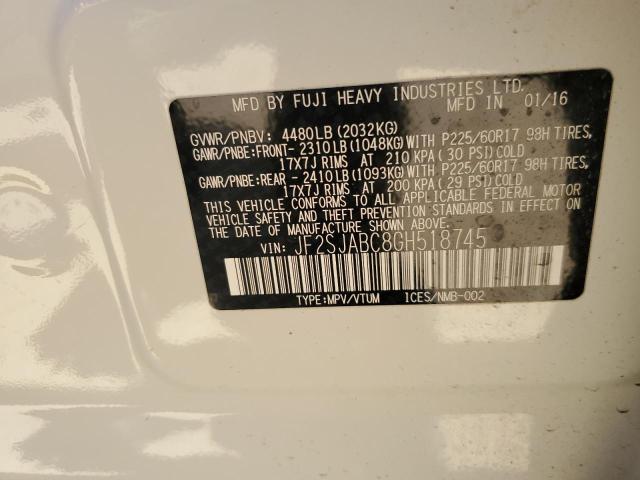 MFD BY FUJI HEAVY INDUSTRIES LTD.
MFD IN 01/16
GVWR/PNBV: 4480LB(2032KG)
GAWR/PNBE:FRONT- 2310LB(1048KG)WITH P225/60R17 98H TIRES,
17X7J RIMS AT 210 KPA(30 PSI)COLD
GAWR/PNBE:REAR - 2410LB(1093KG)WITH P225/60R17 98H TIRES,
17X7J RIMS AT 200 KPA(29 PSI)COLD
THIS VEHICLE CONFORMS TO ALL APPLICABLE FEDERAL MOTOR
VEHICLE SAFETY AND THEFT PREVENTION STANDARDS IN EFFECT ON
THE DATE OF MANUFACTURE SHOWN ABOVE.
VIN: JF2SJABC8GH518745
TYPE:MPV/VTUM ICES/NMB-002